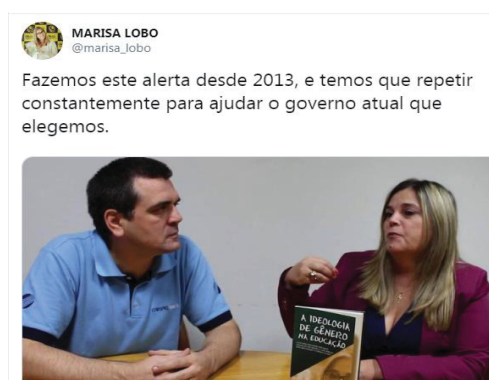 MARISA LOBO
@marisa_lobo
Fazemos este alerta desde 2013, e temos que repetir
constantemente para ajudar o governo atual que
elegemos.
A IDEOLOGIA
DE GÊNERO
NA EDUCAÇÃO